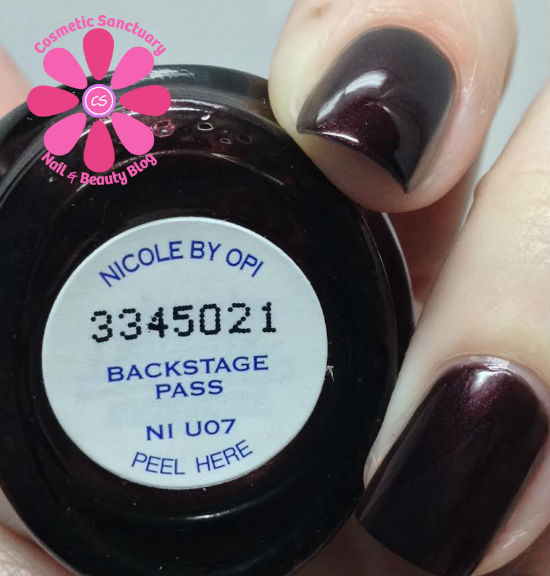 Cosmetic Sanctuary
CS
Nail & Beauty Blog
NICOLE BY OPI
3345021
BACKSTAGE
PASS
NI U07
PEEL HERE